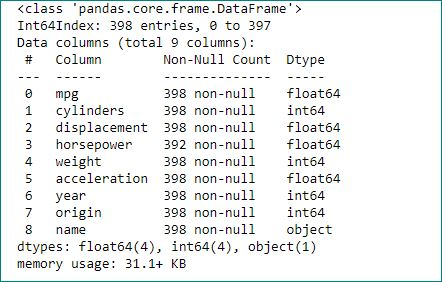 <class 'pandas.core.frame.DataFrame'>
Int64Index: 398 entries, 0 to 397
Data columns (total 9 columns):
 #   Column        Non-Null Count  Dtype
---  ------        --------------  -----
 0   mpg           398 non-null    float64
 1   cylinders     398 non-null    int64
 2   displacement  398 non-null    float64
 3   horsepower    392 non-null    float64
 4   weight        398 non-null    int64
 5   acceleration  398 non-null    float64
 6   year          398 non-null    int64
 7   origin        398 non-null    int64
 8   name          398 non-null    object
dtypes: float64(4), int64(4), object(1)
memory usage: 31.1+ KB